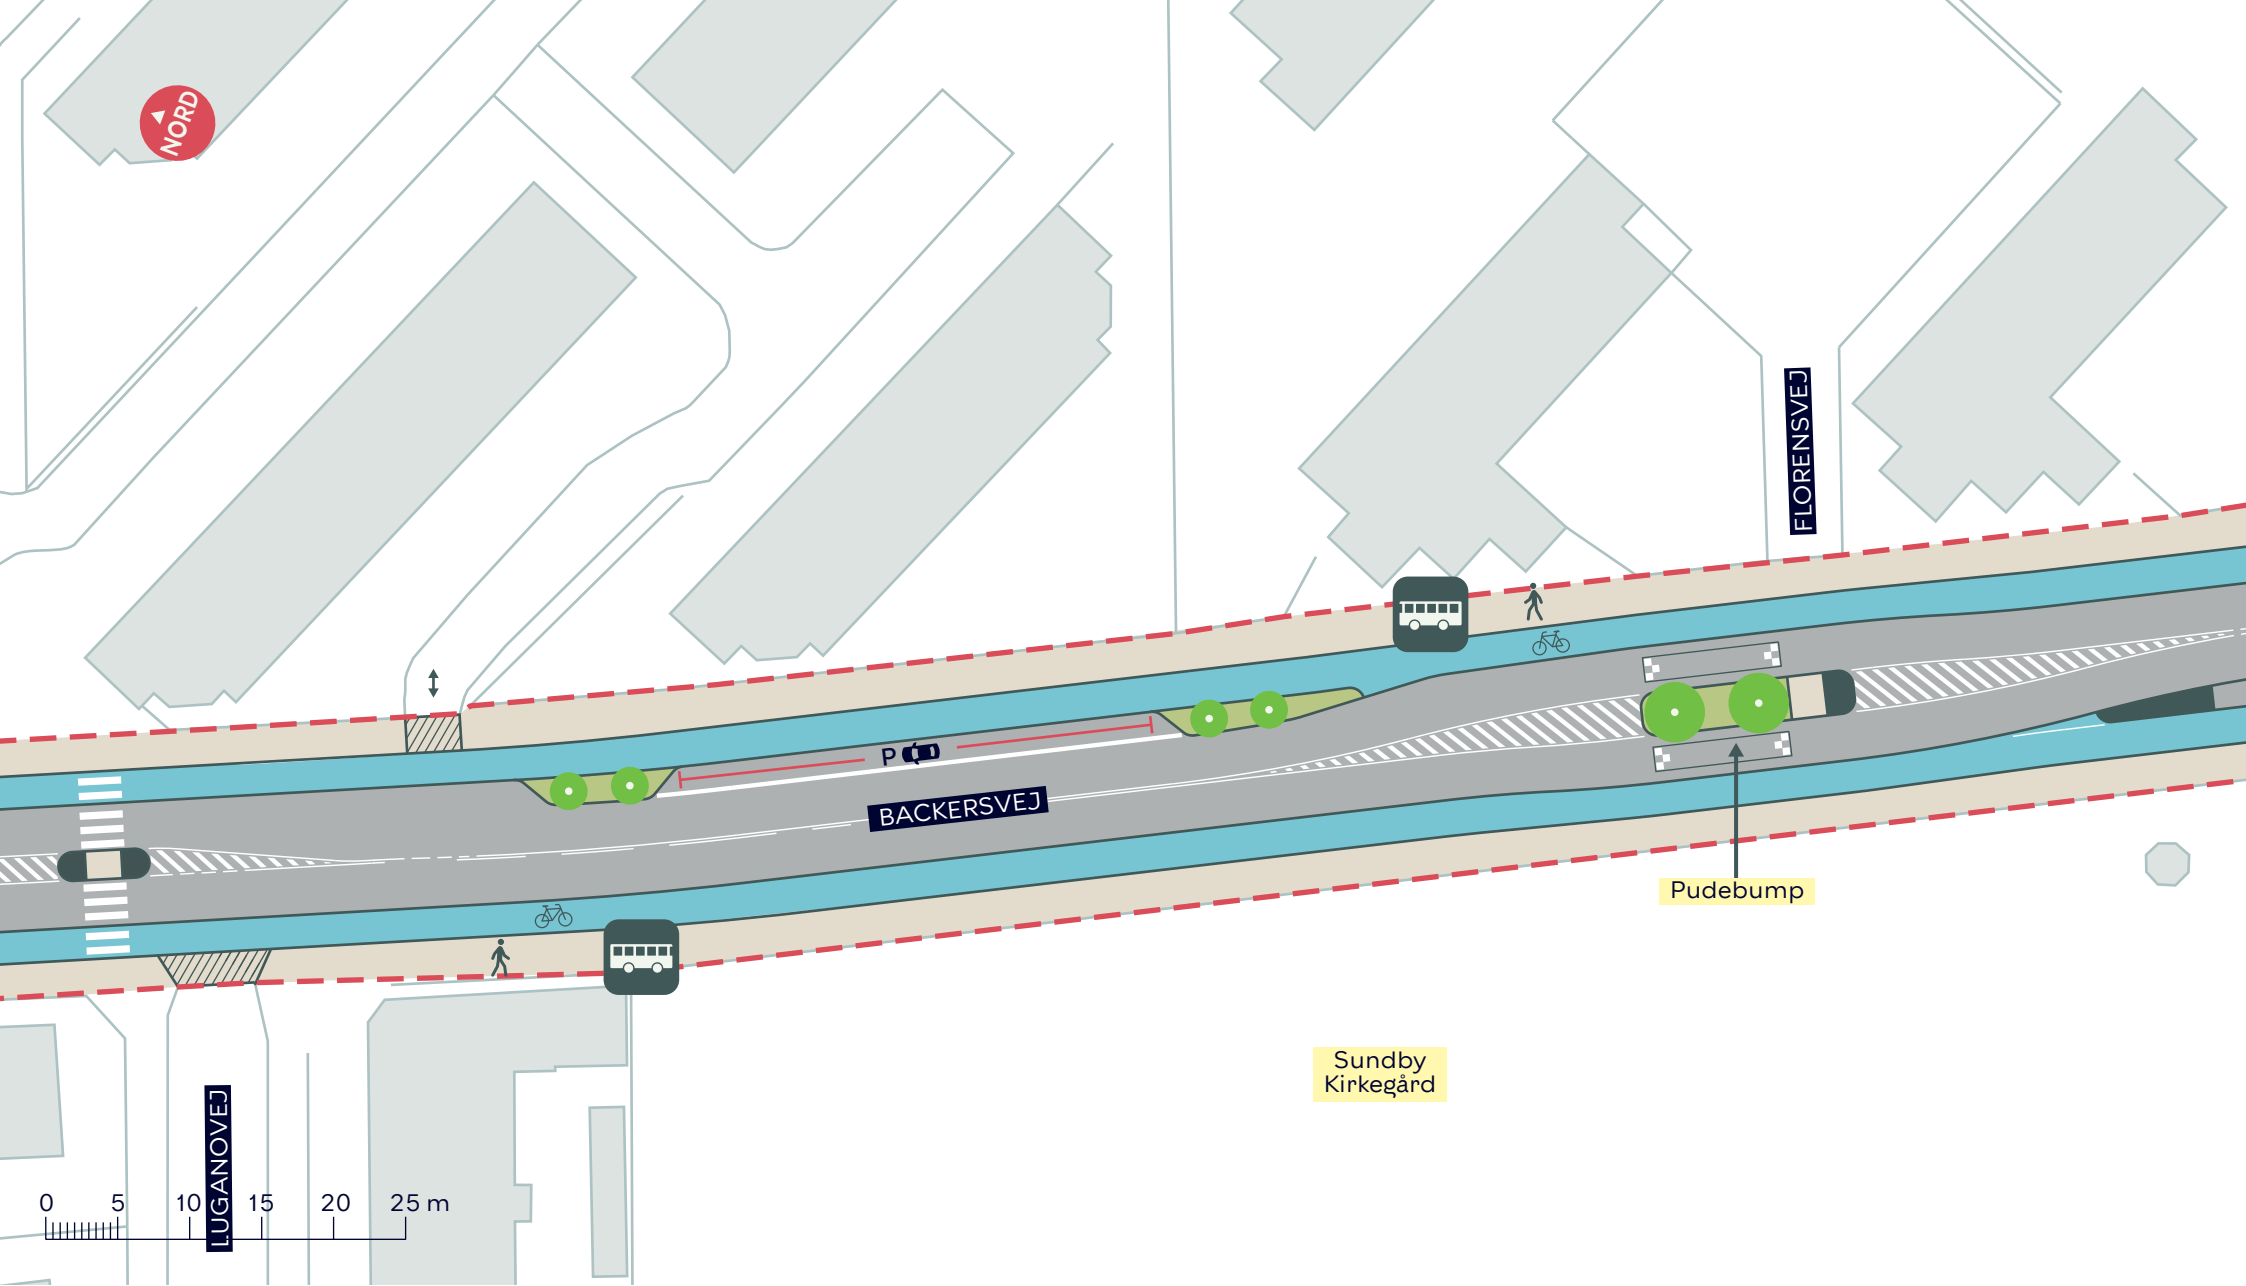 NORD
FLORENSVEJ
P
BACKERSVEJ
Pudebump
Sundby
Kirkegård
LUGANOVEJ
0 5 10 15 20 25 m